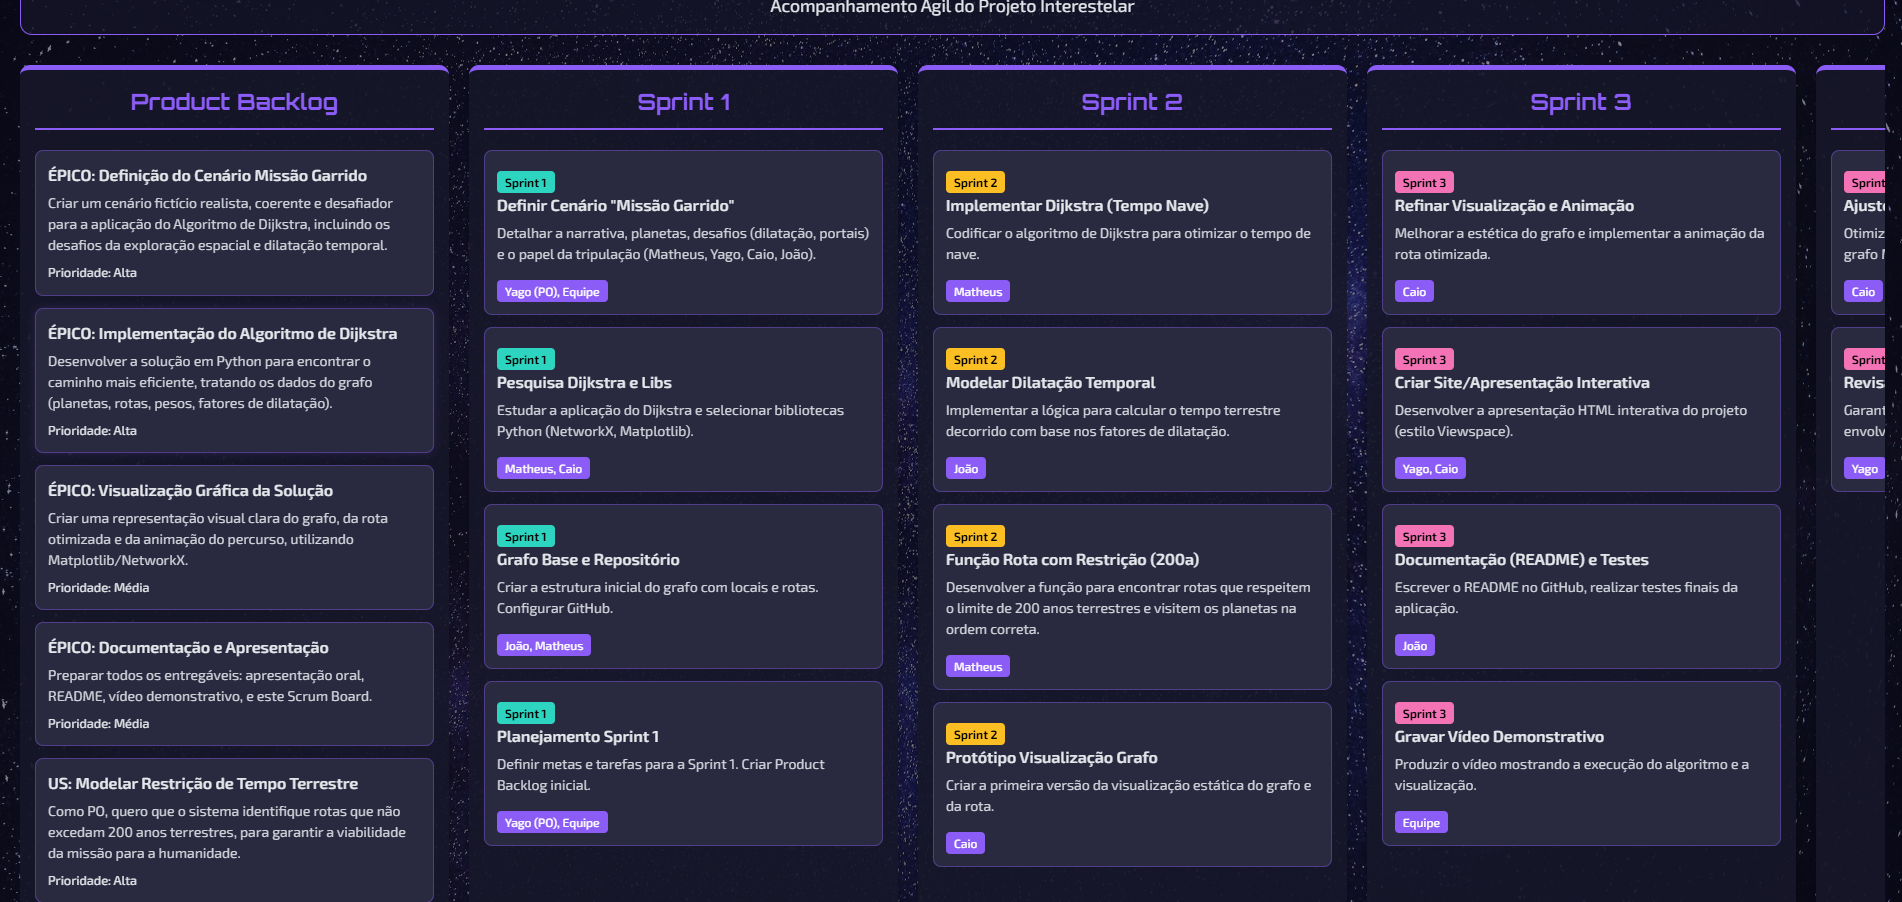 Acompanhamento Ágil do Projeto Interestelar
Product Backlog
ÉPICO: Definição do Cenário Missão Garrido
Criar um cenário fictício realista, coerente e desafiador
para a aplicação do Algoritmo de Dijkstra, incluindo os
desafios da exploração espacial e dilatação temporal.
Prioridade: Alta
ÉPICO: Implementação do Algoritmo de Dijkstra
Desenvolver a solução em Python para encontrar o
caminho mais eficiente, tratando os dados do grafo
(planetas, rotas, pesos, fatores de dilatação).
Prioridade: Alta
ÉPICO: Visualização Gráfica da Solução
Criar uma representação visual clara do grafo, da rota
otimizada e da animação do percurso, utilizando
Matplotlib/NetworkX.
Prioridade: Média
ÉPICO: Documentação e Apresentação
Preparar todos os entregáveis: apresentação oral,
README, vídeo demonstrativo, e este Scrum Board.
Prioridade: Média
US: Modelar Restrição de Tempo Terrestre
Como PO, quero que o sistema identifique rotas que não
excedam 200 anos terrestres, para garantir a viabilidade
da missão para a humanidade.
Prioridade: Alta
Sprint 1
Sprint 1
Definir Cenário "Missão Garrido"
Detalhar a narrativa, planetas, desafios (dilatação, portais)
e o papel da tripulação (Matheus, Yago, Caio, João).
Yago (PO), Equipe
Sprint 1
Pesquisa Dijkstra e Libs
Estudar a aplicação do Dijkstra e selecionar bibliotecas
Python (NetworkX, Matplotlib).
Matheus, Caio
Sprint 1
Grafo Base e Repositório
Criar a estrutura inicial do grafo com locais e rotas.
Configurar GitHub.
João, Matheus
Sprint 1
Planejamento Sprint 1
Definir metas e tarefas para a Sprint 1. Criar Product
Backlog inicial.
Yago (PO), Equipe
Sprint 2
Sprint 2
Implementar Dijkstra (Tempo Nave)
Codificar o algoritmo de Dijkstra para otimizar o tempo de
nave.
Matheus
Sprint 2
Modelar Dilatação Temporal
Implementar a lógica para calcular o tempo terrestre
decorrido com base nos fatores de dilatação.
João
Sprint 2
Função Rota com Restrição (200a)
Desenvolver a função para encontrar rotas que respeitem
o limite de 200 anos terrestres e visitem os planetas na
ordem correta.
Matheus
Sprint 2
Protótipo Visualização Grafo
Criar a primeira versão da visualização estática do grafo e
da rota.
Caio
Sprint 3
Sprint 3
Refinar Visualização e Animação
Melhorar a estética do grafo e implementar a animação da
rota otimizada.
Caio
Sprint 3
Criar Site/Apresentação Interativa
Desenvolver a apresentação HTML interativa do projeto
(estilo Viewspace).
Yago, Caio
Sprint 3
Documentação (README) e Testes
Escrever o README no GitHub, realizar testes finais da
aplicação.
João
Sprint 3
Gravar Vídeo Demonstrativo
Produzir o vídeo mostrando a execução do algoritmo e a
visualização.
Equipe
Sprint
Ajust
Otimiz
grafo
Caio
Sprint
Revis
Garant
envolv
Yago